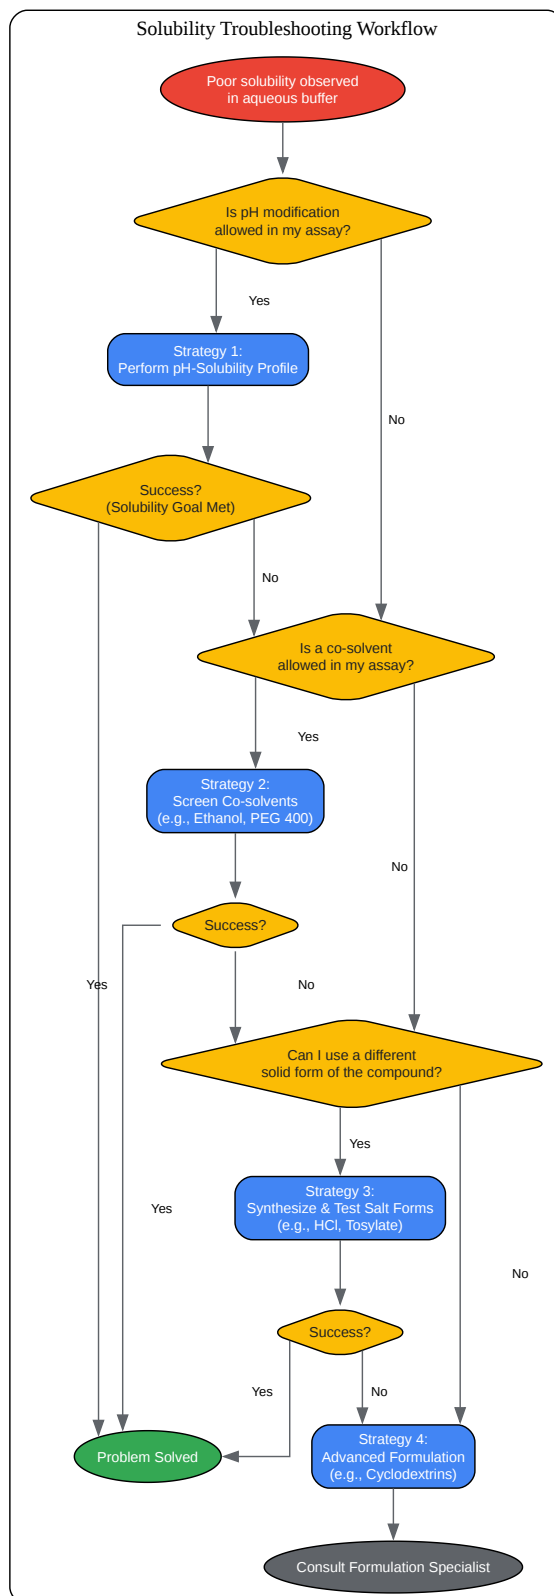 Solubility Troubleshooting Workflow
Poor solubility observed
in aqueous buffer
Is pH modification
allowed in my assay?
Yes
Strategy 1:
Perform pH-Solubility Profile
No
Success?
(Solubility Goal Met)
No
Is a co-solvent
allowed in my assay?
Yes
Strategy 2:
Screen Co-solvents
(e.g., Ethanol, PEG 400)
No
Success?
Yes
No
Can I use a different
solid form of the compound?
Yes
Strategy 3:
Synthesize & Test Salt Forms
(e.g., HCl, Tosylate)
Yes
No
Success?
Yes
No
Problem Solved
Strategy 4:
Advanced Formulation
(e.g., Cyclodextrins)
Consult Formulation Specialist